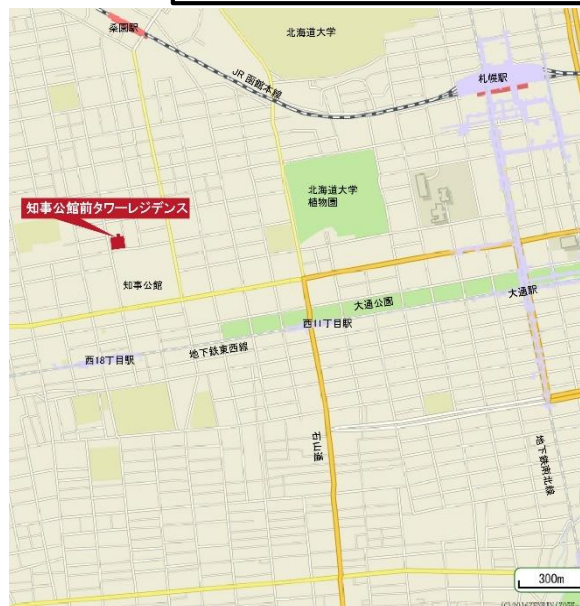 桑園駅
北海道大学
JR 函館本線
札幌駅
北海道大学
植物園
知事公館前タワーレジデンス
知事公館
大通公園
大通駅
西11丁目駅
地下鉄東西線
西18丁目駅
石山通
地下鉄南北線
300m